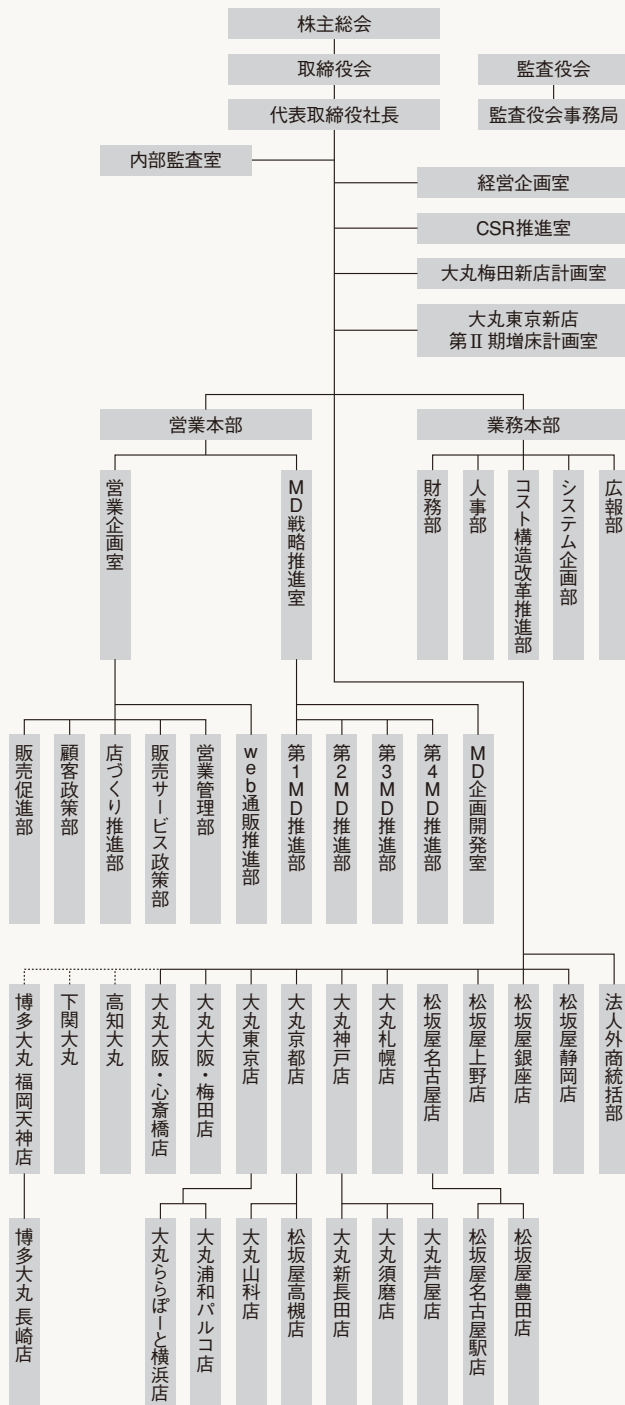 株主総会
取締役会
監査役会
代表取締役社長
監査役会事務局
内部監査室
経営企画室
CSR推進室
大丸梅田新店計画室
大丸東京新店
第Ⅱ期増床計画室
営業本部
業務本部
営業企画室
MD戦略推進室
財務部
人事部
コスト構造改革推進部
システム企画部
広報部
販売促進部
顧客政策部
店づくり推進部
販売サービス政策部
営業管理部
web通販推進部
第1MD推進部
第2MD推進部
第3MD推進部
第4MD推進部
MD企画開発室
博多大丸 福岡天神店
下関大丸
高知大丸
大丸大阪・心斎橋店
大丸大阪・梅田店
大丸東京店
大丸京都店
大丸神戸店
大丸札幌店
松坂屋名古屋店
松坂屋上野店
松坂屋銀座店
松坂屋静岡店
法人外商統括部
博多大丸 長崎店
大丸ららぽーと横浜店
大丸浦和パルコ店
大丸山科店
松坂屋高槻店
大丸新長田店
大丸須磨店
大丸芦屋店
松坂屋名古屋駅店
松坂屋豊田店